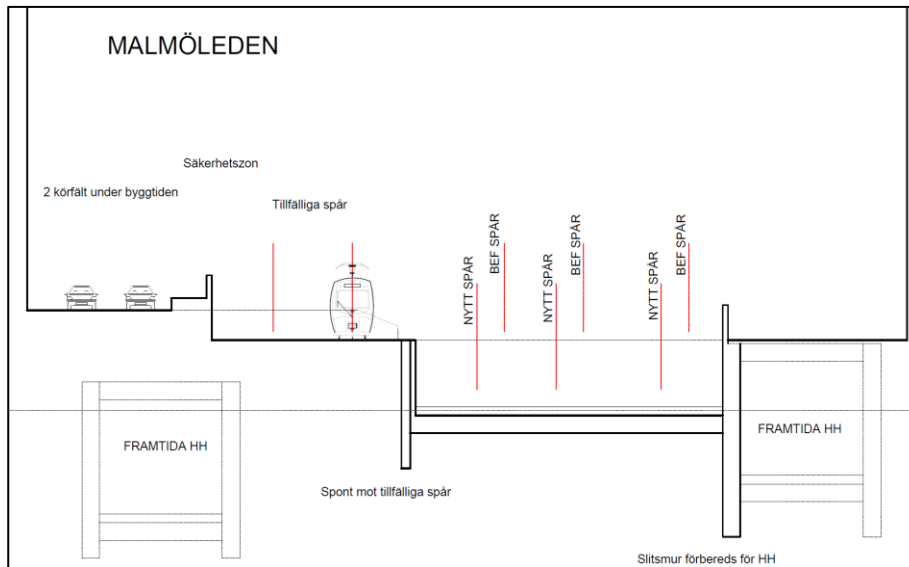 MALMÖLEDEN
Säkerhetszon
2 körfält under byggtiden
Tillfälliga spår
NYTT SPÅR
BEF SPÅR
NYTT SPÅR
BEF SPÅR
NYTT SPÅR
BEF SPÅR
FRAMTIDA HH
FRAMTIDA HH
Spont mot tillfälliga spår
Slitsmur förbereds för HH